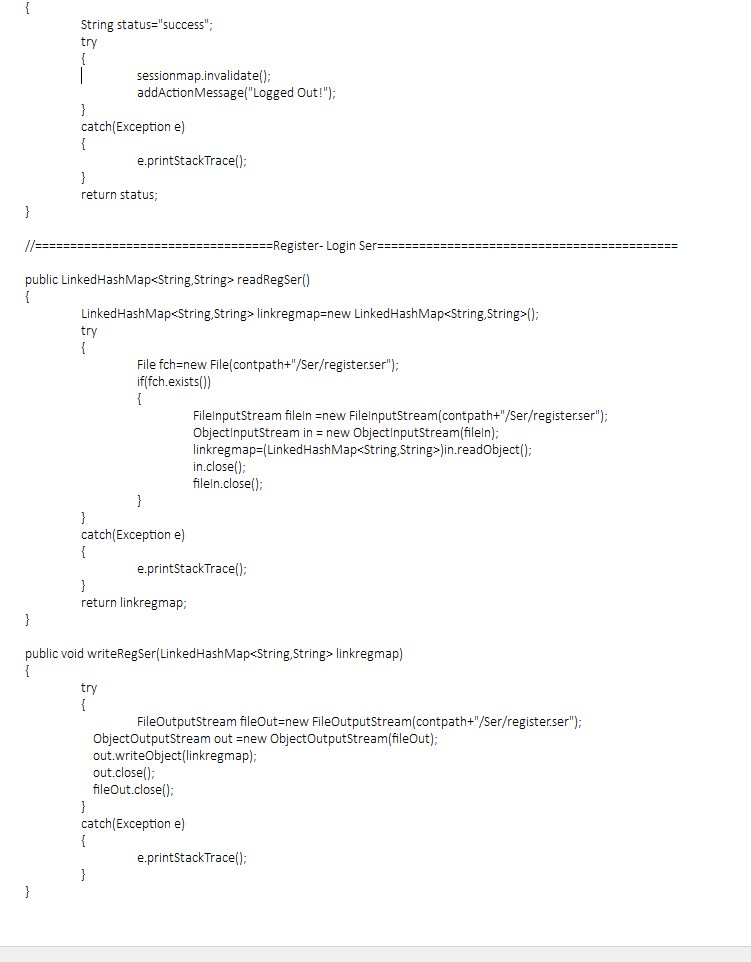 {
String status="success";
try
{
sessionmap.invalidate();
addActionMessage("Logged Out!");
}
catch(Exception e)
{
e.printStackTrace();
}
return status;
}
//==================================Register- Login Ser===========================================
public LinkedHashMap<String,String> readRegSer()
{
LinkedHashMap<String,String> linkregmap=new LinkedHashMap<String,String>();
try
{
File fch=new File(contpath+"/Ser/register.ser");
if(fch.exists())
{
FileInputStream fileIn =new FileInputStream(contpath+"/Ser/register.ser");
ObjectInputStream in = new ObjectInputStream(fileIn);
linkregmap=(LinkedHashMap<String,String>)in.readObject();
in.close();
fileIn.close();
}
}
catch(Exception e)
{
e.printStackTrace();
}
return linkregmap;
}
public void writeRegSer(LinkedHashMap<String,String> linkregmap)
{
try
{
FileOutputStream fileOut=new FileOutputStream(contpath+"/Ser/register.ser");
ObjectOutputStream out =new ObjectOutputStream(fileOut);
out.writeObject(linkregmap);
out.close();
fileOut.close();
}
catch(Exception e)
{
e.printStackTrace();
}
}